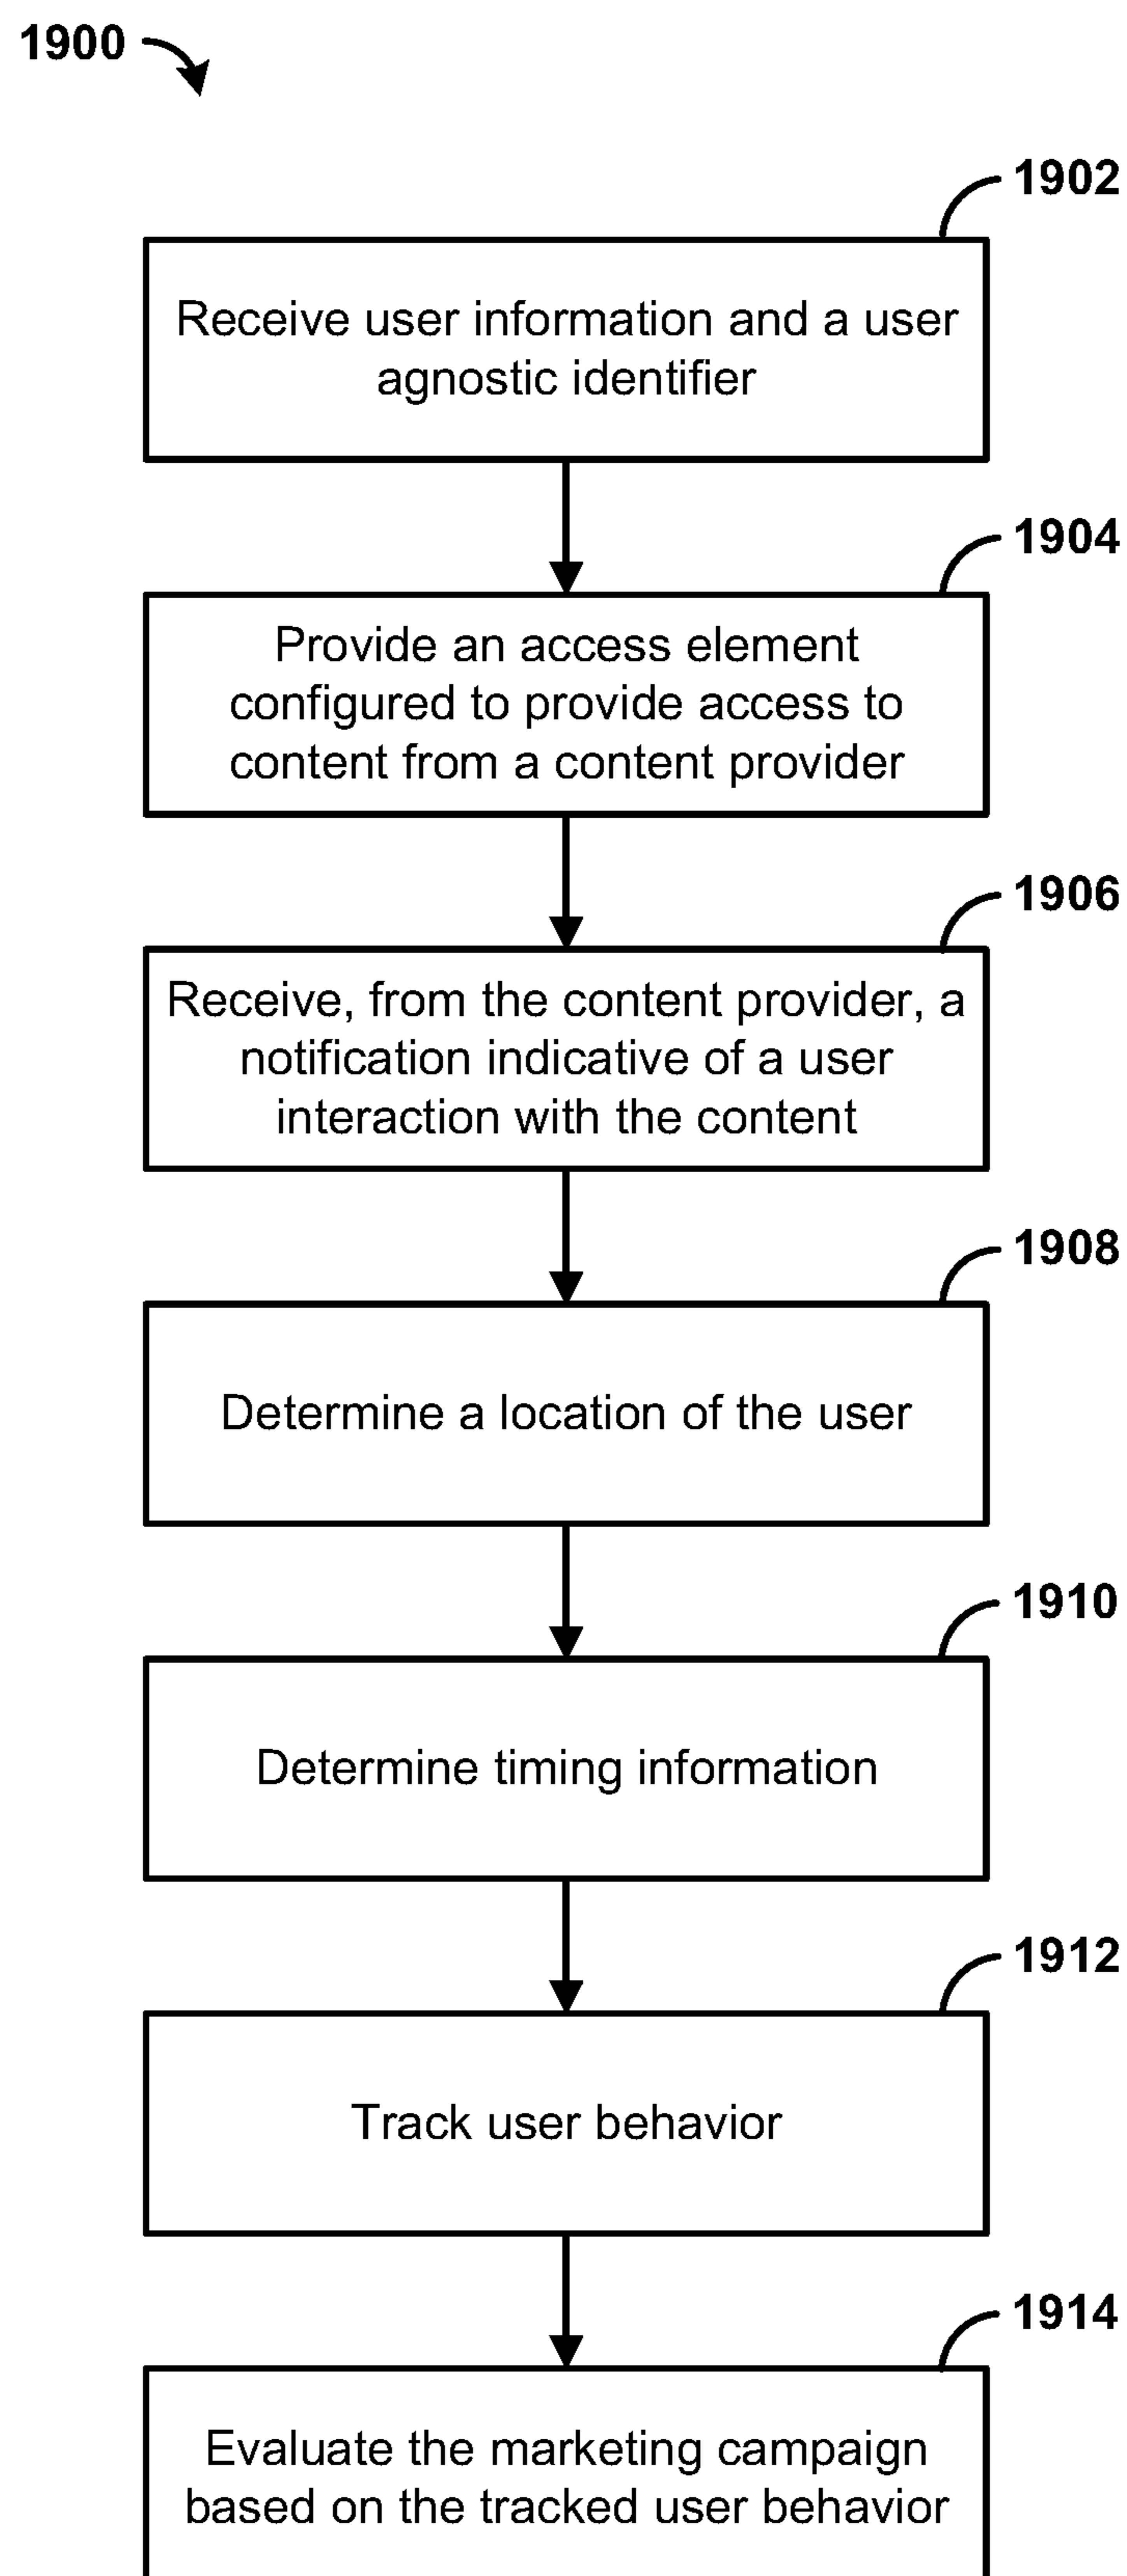 1900
1902
Receive user information and a user
agnostic identifier
1904
Provide an access element
configured to provide access to
content from a content provider
1906
Receive, from the content provider, a
notification indicative of a user
interaction with the content
1908
Determine a location of the user
1910
Determine timing information
1912
Track user behavior
1914
Evaluate the marketing campaign
based on the tracked user behavior